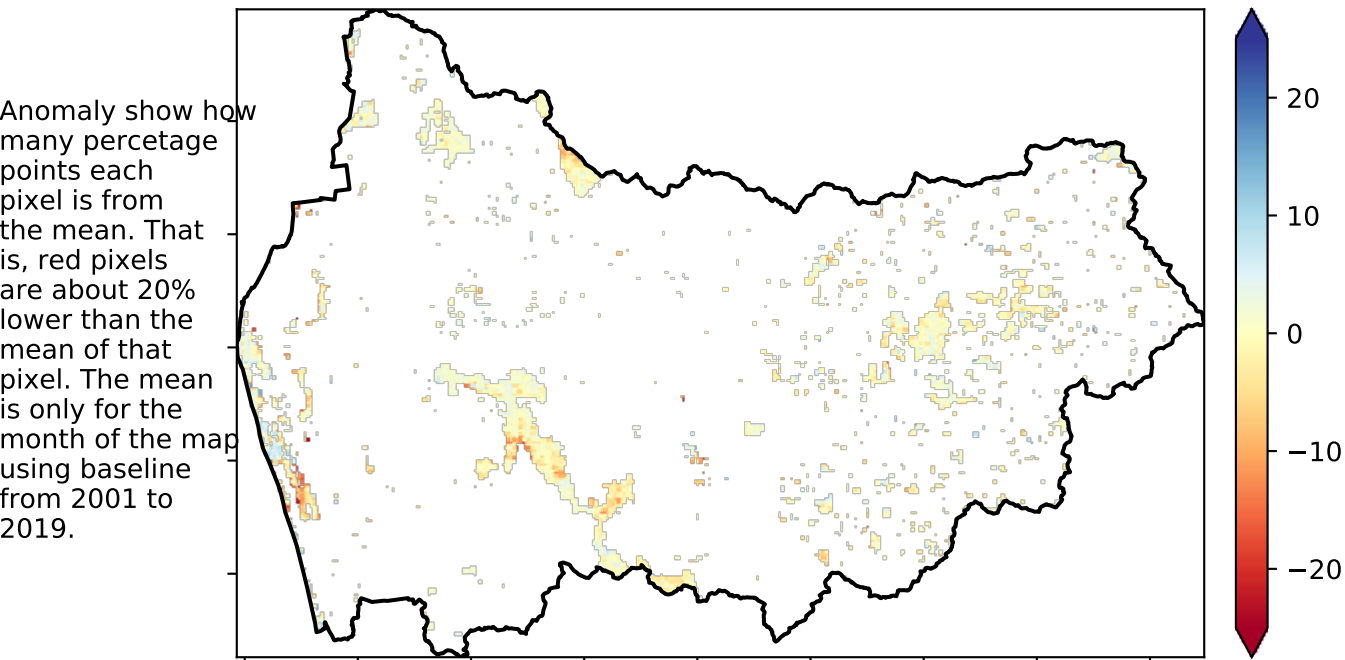 Anomaly show how
many percetage
points each
pixel is from
the mean. That
is, red pixels
are about 20%
lower than the
mean of that
pixel. The mean
is only for the
month of the map
using baseline
from 2001 to
2019.
20
10
0
−10
−20